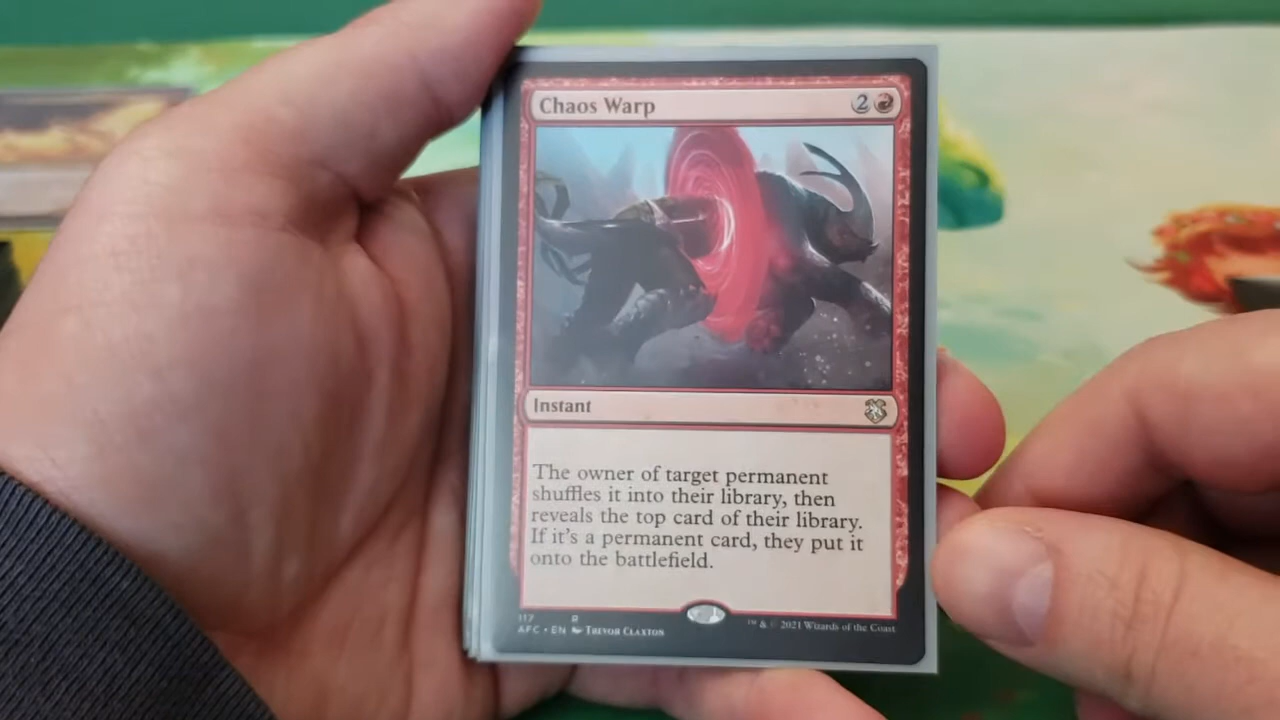 Chaos Warp 2
Instant
The owner of target permanent
shuffles it into their library, then
reveals the top card of their library.
If it's a permanent card, they put it
onto the battlefield.
117 R
AFC • EN TREVOR CLAXTON
™ & © 2021 Wizards of the Coast